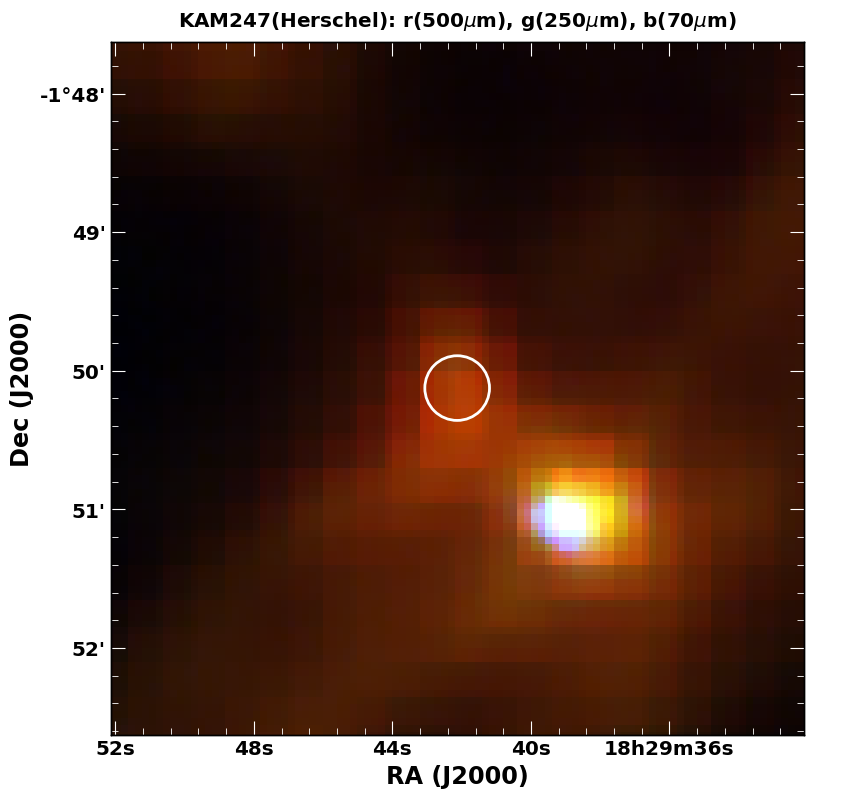 KAM247(Herschel): r(500μm), g(250μm), b(70μm)
-1°48'
49'
50'
51'
52'
Dec (J2000)
52s 48s 44s 40s 18h29m36s
RA (J2000)